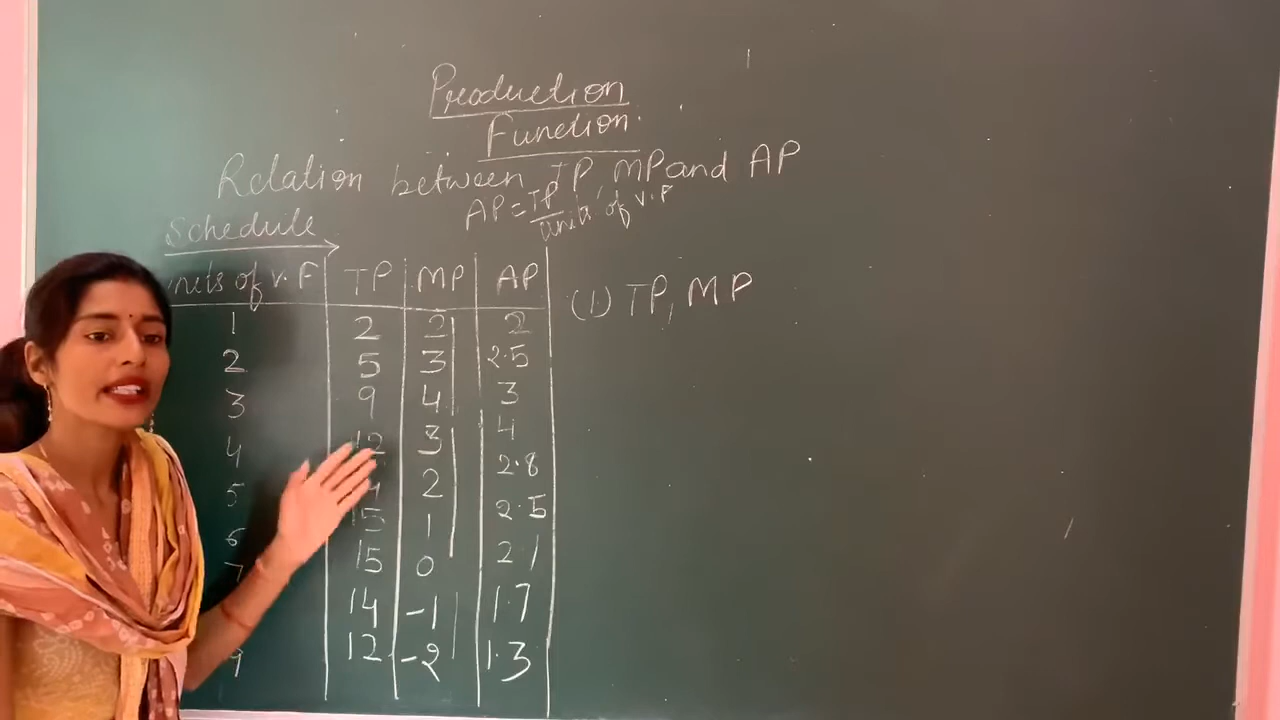 Production
Function.
Relation between TP, MP and AP
AP = TP / units of V.F
Schedule
units of v.F TP MP AP
1 2 2 2
2 5 3 2.5
3 9 4 3
4 12 3 4
5 2 2.8
6 15 1 2.5
7 15 0 2.1
14 -1 1.7
9 12 -2 1.3
(1) TP, MP